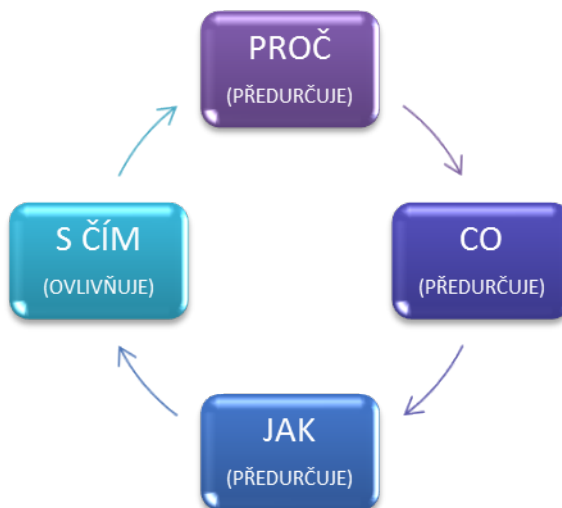 PROČ
(PŘEDURČUJE)
CO
(PŘEDURČUJE)
JAK
(PŘEDURČUJE)
S ČÍM
(OVLIVŇUJE)